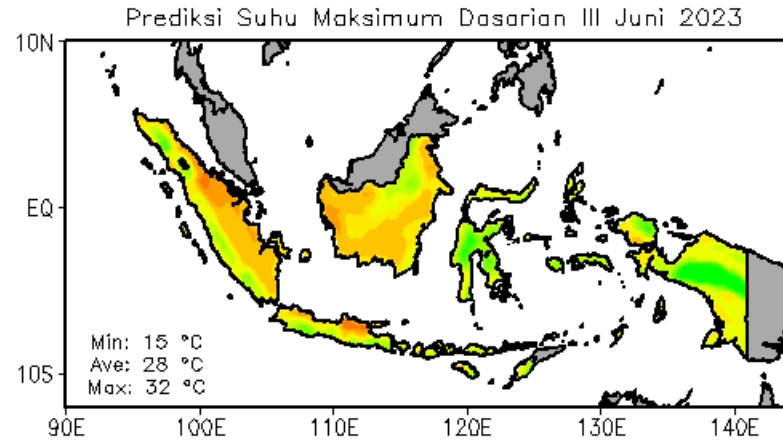 Prediksi Suhu Maksimum Dasarian III Juni 2023
10N
EQ
10S
Min: 15 °C
Ave: 28 °C
Max: 32 °C
90E 100E 110E 120E 130E 140E